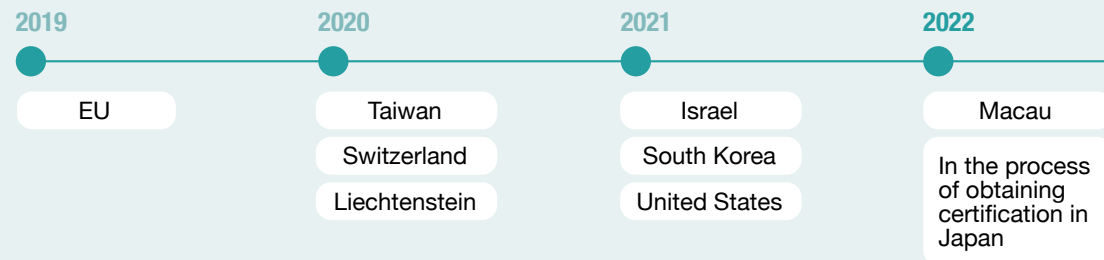 2019
EU
2020
Taiwan
Switzerland
Liechtenstein
2021
Israel
South Korea
United States
2022
Macau
In the process
of obtaining
certification in
Japan